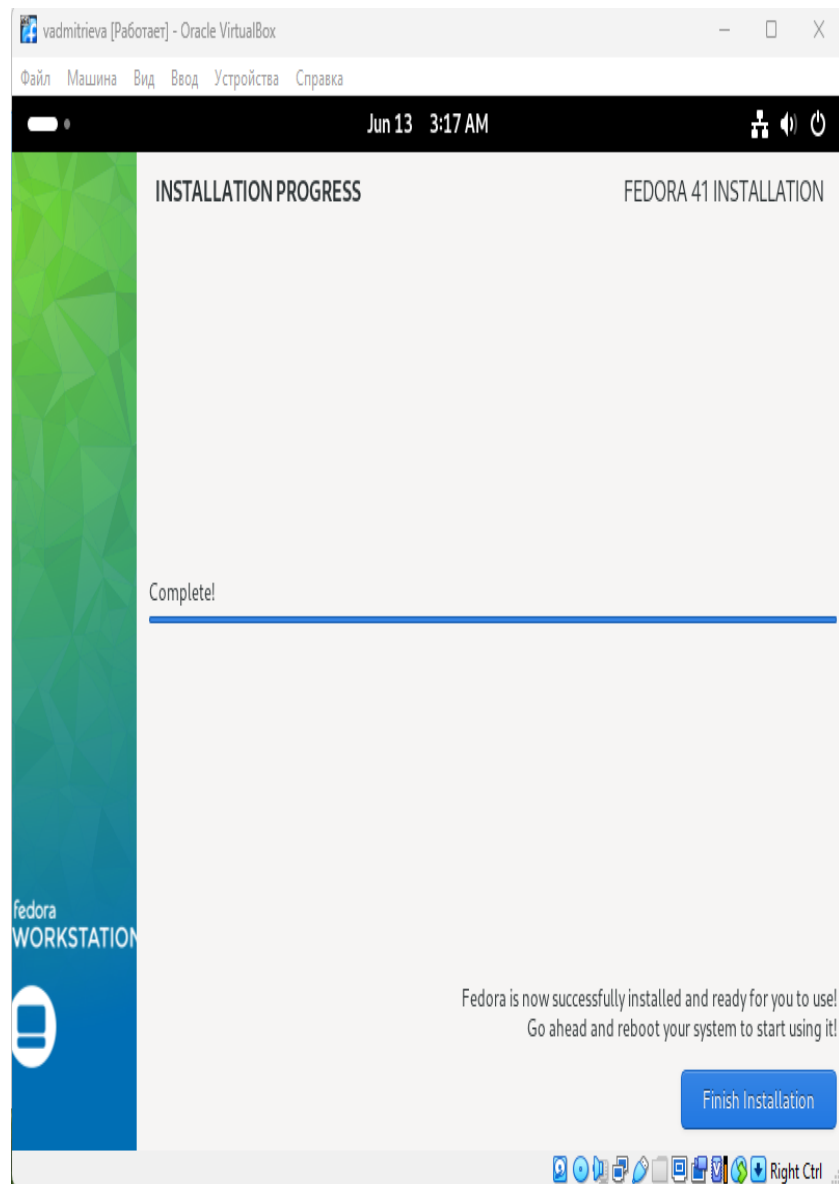 vadmitrieva [Работает] - Oracle VirtualBox
Файл Машина Вид Ввод Устройства Справка
Jun 13 3:17 AM
INSTALLATION PROGRESS
FEDORA 41 INSTALLATION
Complete!
fedora
WORKSTATION
Fedora is now successfully installed and ready for you to use!
Go ahead and reboot your system to start using it!
Finish Installation
Right Ctrl